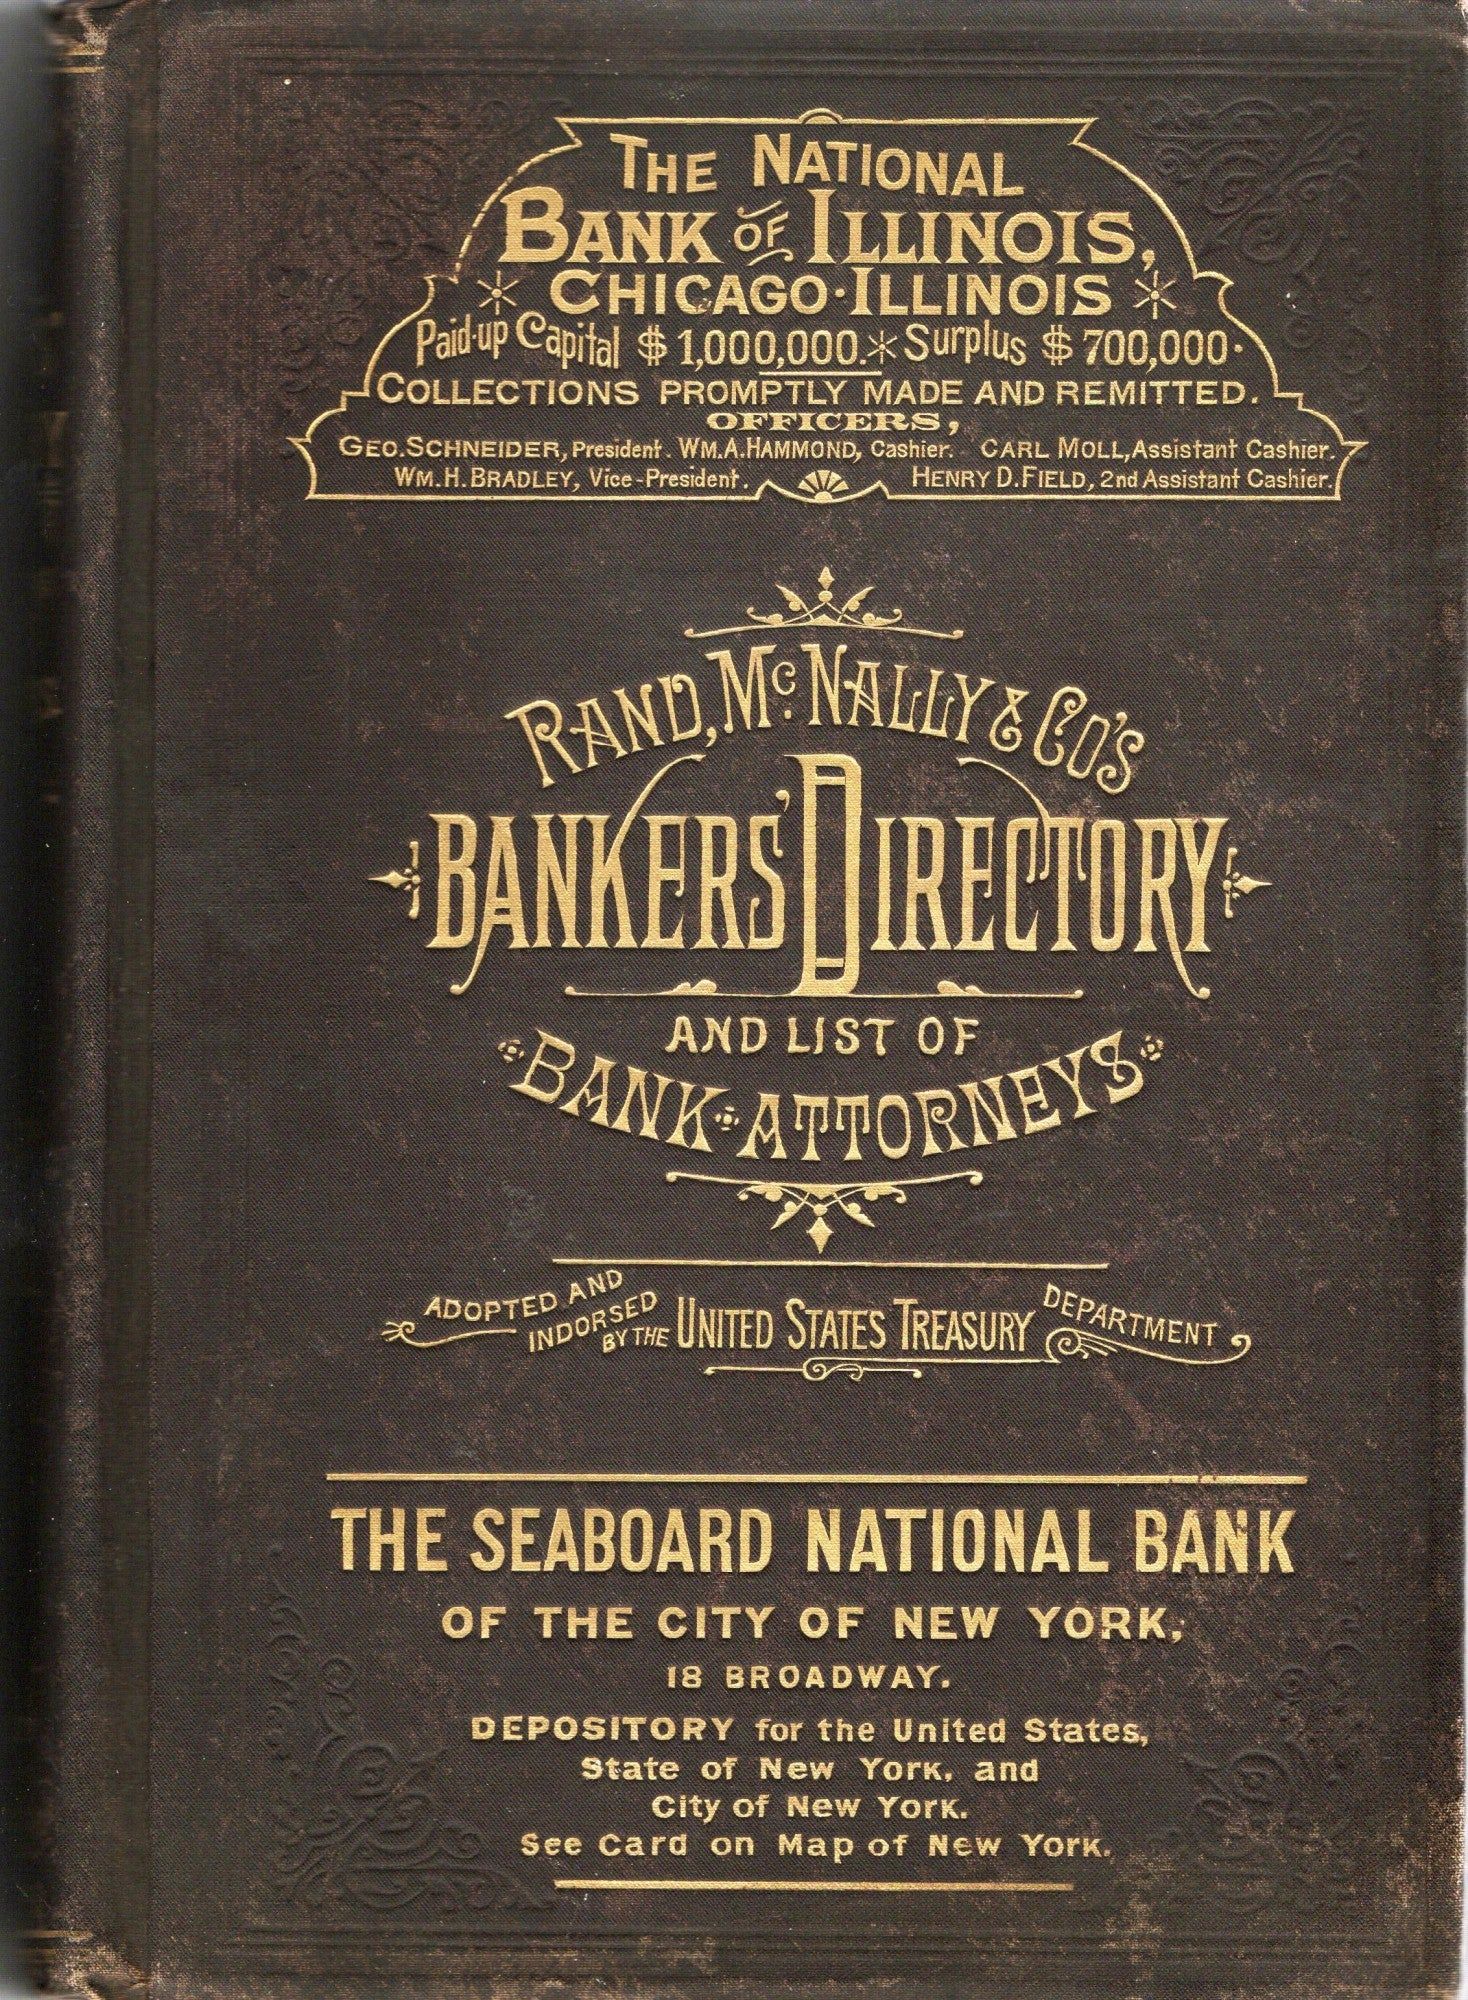 THE NATIONAL
BANK OF ILLINOIS,
CHICAGO·ILLINOIS
Paid-up Capital $1,000,000. Surplus $700,000·
COLLECTIONS PROMPTLY MADE AND REMITTED.
OFFICERS,
GEO. SCHNEIDER, President. WM. A. HAMMOND, Cashier. CARL MOLL, Assistant Cashier.
WM. H. BRADLEY, Vice-President. HENRY D. FIELD, 2nd Assistant Cashier.
RAND, McNALLY & CO'S
BANKERS' DIRECTORY
AND LIST OF
BANK ATTORNEYS
ADOPTED AND INDORSED BY THE UNITED STATES TREASURY DEPARTMENT
THE SEABOARD NATIONAL BANK
OF THE CITY OF NEW YORK,
18 BROADWAY.
DEPOSITORY for the United States,
State of New York, and
City of New York.
See Card on Map of New York.